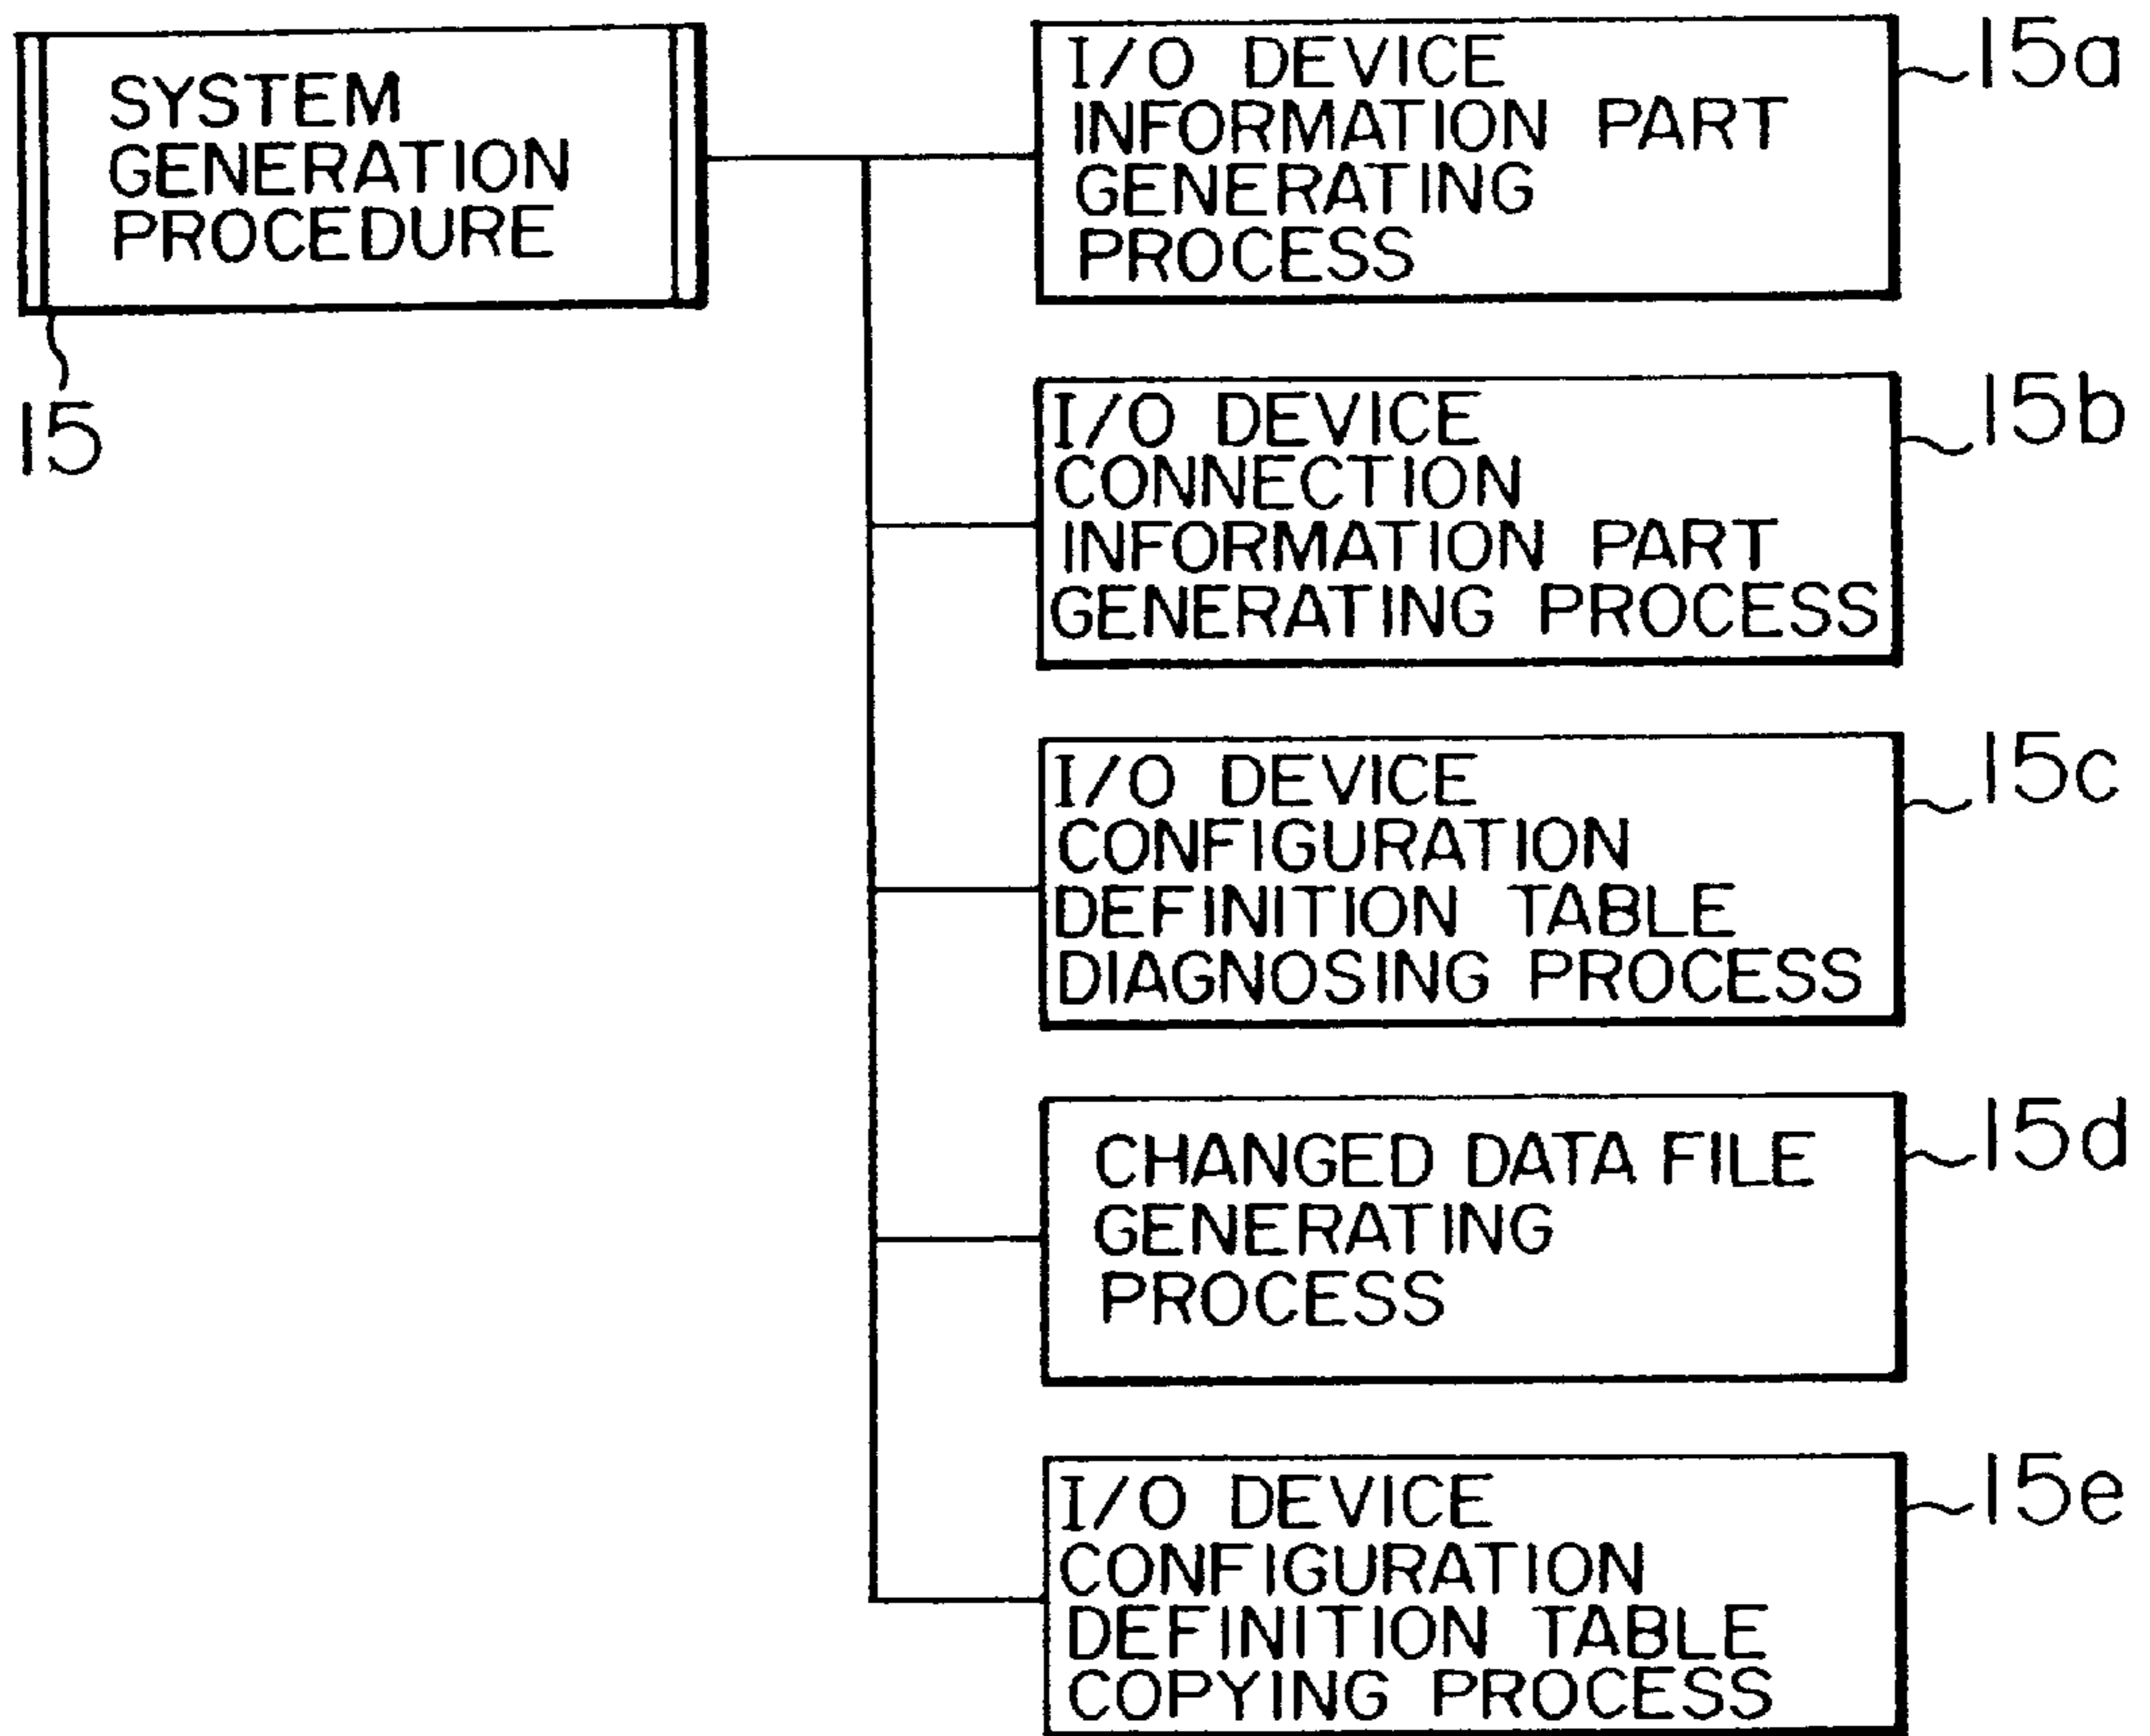 SYSTEM
GENERATION
PROCEDURE
15
I/O DEVICE
INFORMATION PART
GENERATING
PROCESS
15a
I/O DEVICE
CONNECTION
INFORMATION PART
GENERATING PROCESS
15b
I/O DEVICE
CONFIGURATION
DEFINITION TABLE
DIAGNOSING PROCESS
15c
CHANGED DATA FILE
GENERATING
PROCESS
15d
I/O DEVICE
CONFIGURATION
DEFINITION TABLE
COPYING PROCESS
15e